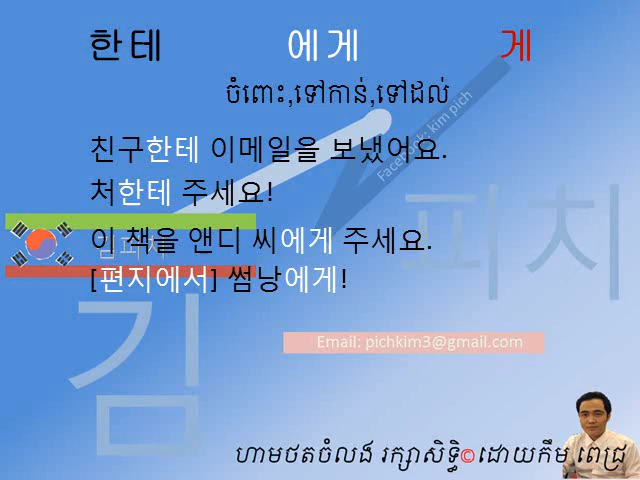 한테 에게 게
ចំពោះ,ទៅកាន់,ទៅដល់
Facebook: kim pich
친구한테 이메일을 보냈어요.
처한테 주세요!
이 책을 앤디 씨에게 주세요.
[편지에서] 썸낭에게!
김피치
김 피치
Email: pichkim3@gmail.com
ហាមថតចំលង រក្សាសិទ្ធិ©ដោយកឹម ពេជ្រ